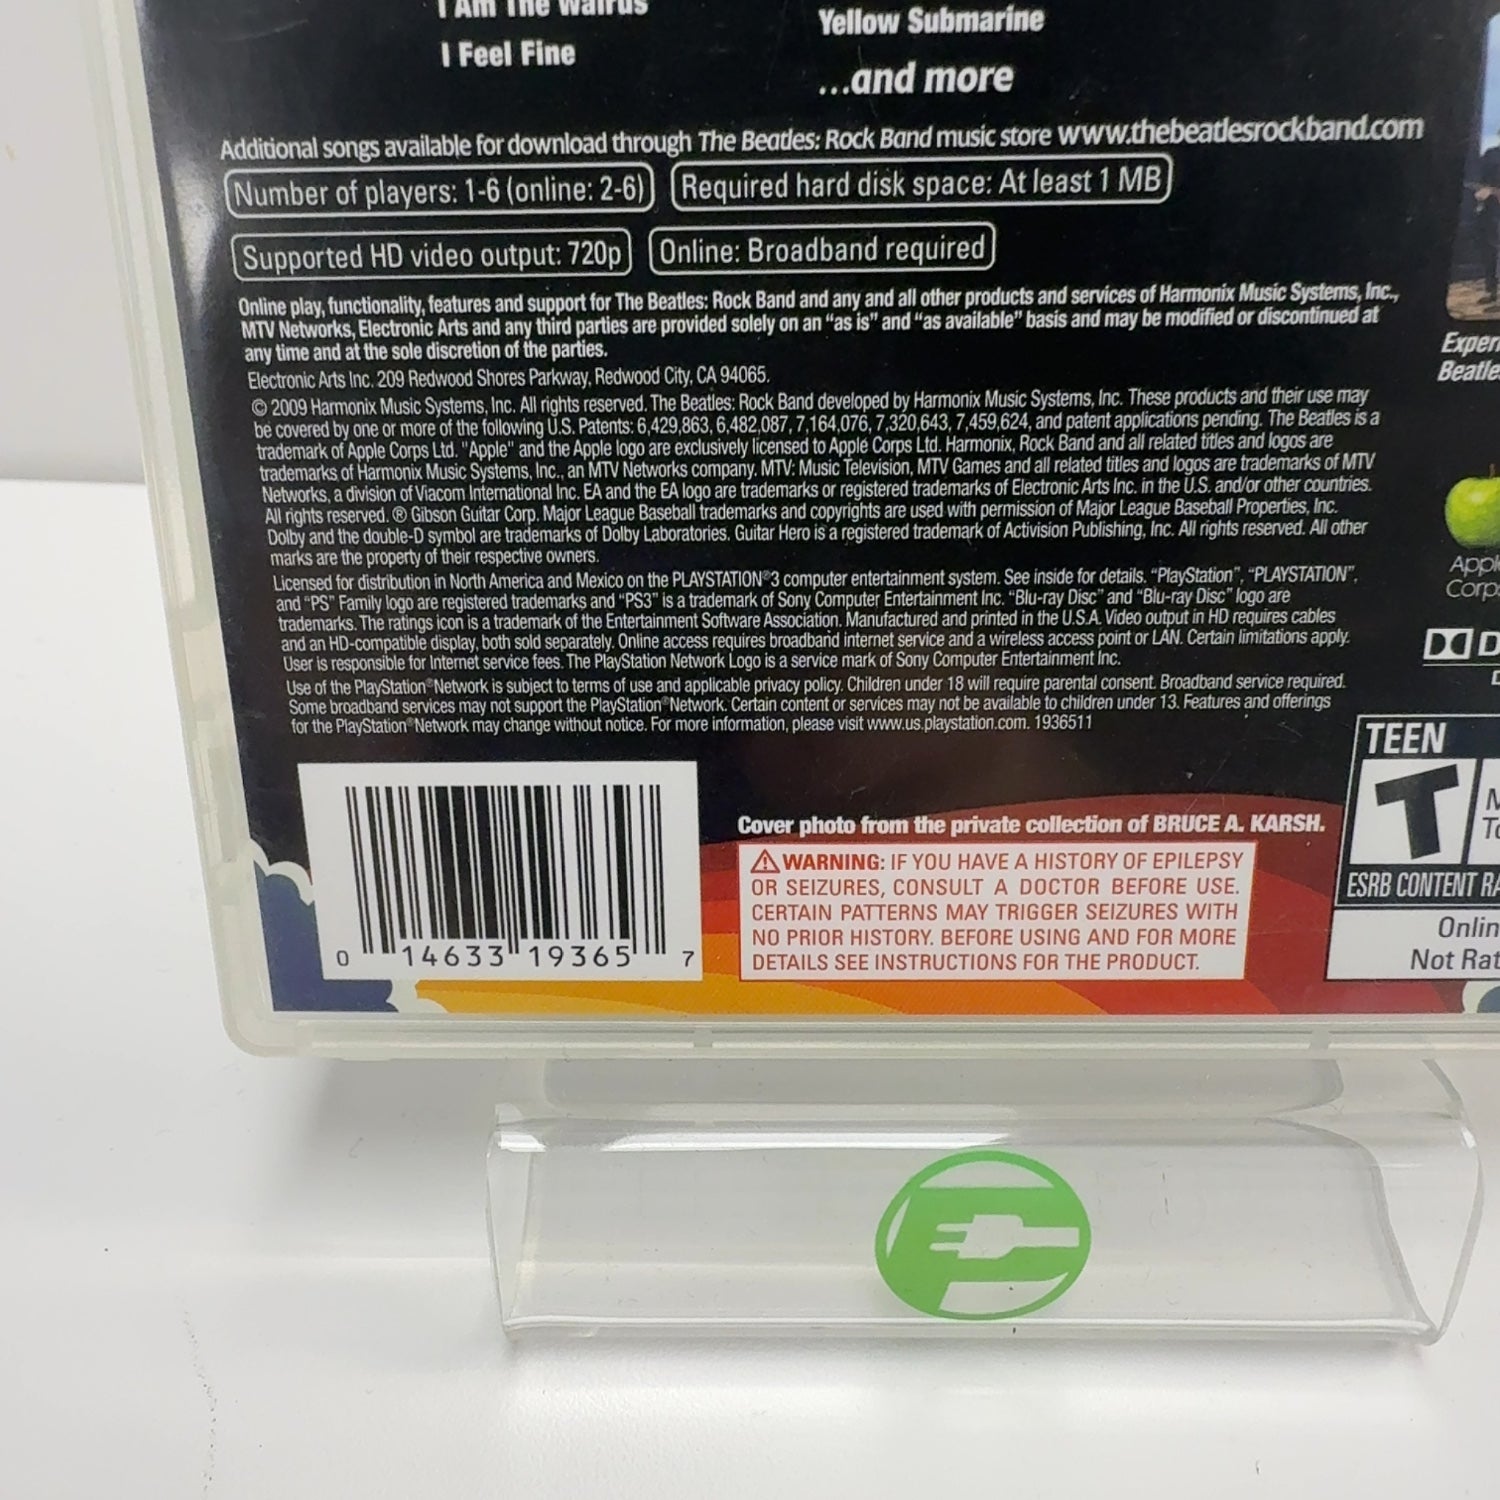 I Am The Walrus
I Feel Fine
Yellow Submarine
...and more
Additional songs available for download through The Beatles: Rock Band music store www.thebeatlesrockband.com
Number of players: 1-6 (online: 2-6)
Required hard disk space: At least 1 MB
Supported HD video output: 720p
Online: Broadband required
Online play, functionality, features and support for The Beatles: Rock Band and any and all other products and services of Harmonix Music Systems, Inc.,
MTV Networks, Electronic Arts and any third parties are provided solely on an "as is" and "as available" basis and may be modified or discontinued at
any time and at the sole discretion of the parties.
Electronic Arts Inc. 209 Redwood Shores Parkway, Redwood City, CA 94065.
© 2009 Harmonix Music Systems, Inc. All rights reserved. The Beatles: Rock Band developed by Harmonix Music Systems, Inc. These products and their use may
be covered by one or more of the following U.S. Patents: 6,429,863, 6,482,087, 7,164,076, 7,320,643, 7,459,624, and patent applications pending. The Beatles is a
trademark of Apple Corps Ltd. "Apple" and the Apple logo are exclusively licensed to Apple Corps Ltd. Harmonix, Rock Band and all related titles and logos are
trademarks of Harmonix Music Systems, Inc., an MTV Networks company. MTV: Music Television, MTV Games and all related titles and logos are trademarks of MTV
Networks, a division of Viacom International Inc. EA and the EA logo are trademarks or registered trademarks of Electronic Arts Inc. in the U.S. and/or other countries.
All rights reserved. ® Gibson Guitar Corp. Major League Baseball trademarks and copyrights are used with permission of Major League Baseball Properties, Inc.
Dolby and the double-D symbol are trademarks of Dolby Laboratories. Guitar Hero is a registered trademark of Activision Publishing, Inc. All rights reserved. All other
marks are the property of their respective owners.
Licensed for distribution in North America and Mexico on the PLAYSTATION®3 computer entertainment system. See inside for details. "PlayStation", "PLAYSTATION",
and "PS" Family logo are registered trademarks and "PS3" is a trademark of Sony Computer Entertainment Inc. "Blu-ray Disc" and "Blu-ray Disc" logo are
trademarks. The ratings icon is a trademark of the Entertainment Software Association. Manufactured and printed in the U.S.A. Video output in HD requires cables
and an HD-compatible display, both sold separately. Online access requires broadband internet service and a wireless access point or LAN. Certain limitations apply.
User is responsible for Internet service fees. The PlayStation Network Logo is a service mark of Sony Computer Entertainment Inc.
Use of the PlayStation®Network is subject to terms of use and applicable privacy policy. Children under 18 will require parental consent. Broadband service required.
Some broadband services may not support the PlayStation®Network. Certain content or services may not be available to children under 13. Features and offerings
for the PlayStation®Network may change without notice. For more information, please visit www.us.playstation.com. 1936511
0 14633 19365 7
Cover photo from the private collection of BRUCE A. KARSH.
WARNING: IF YOU HAVE A HISTORY OF EPILEPSY
OR SEIZURES, CONSULT A DOCTOR BEFORE USE.
CERTAIN PATTERNS MAY TRIGGER SEIZURES WITH
NO PRIOR HISTORY. BEFORE USING AND FOR MORE
DETAILS SEE INSTRUCTIONS FOR THE PRODUCT.
TEEN
T
ESRB CONTENT RA
Onlin
Not Rat
Experi
Beatle
Apple
Corps